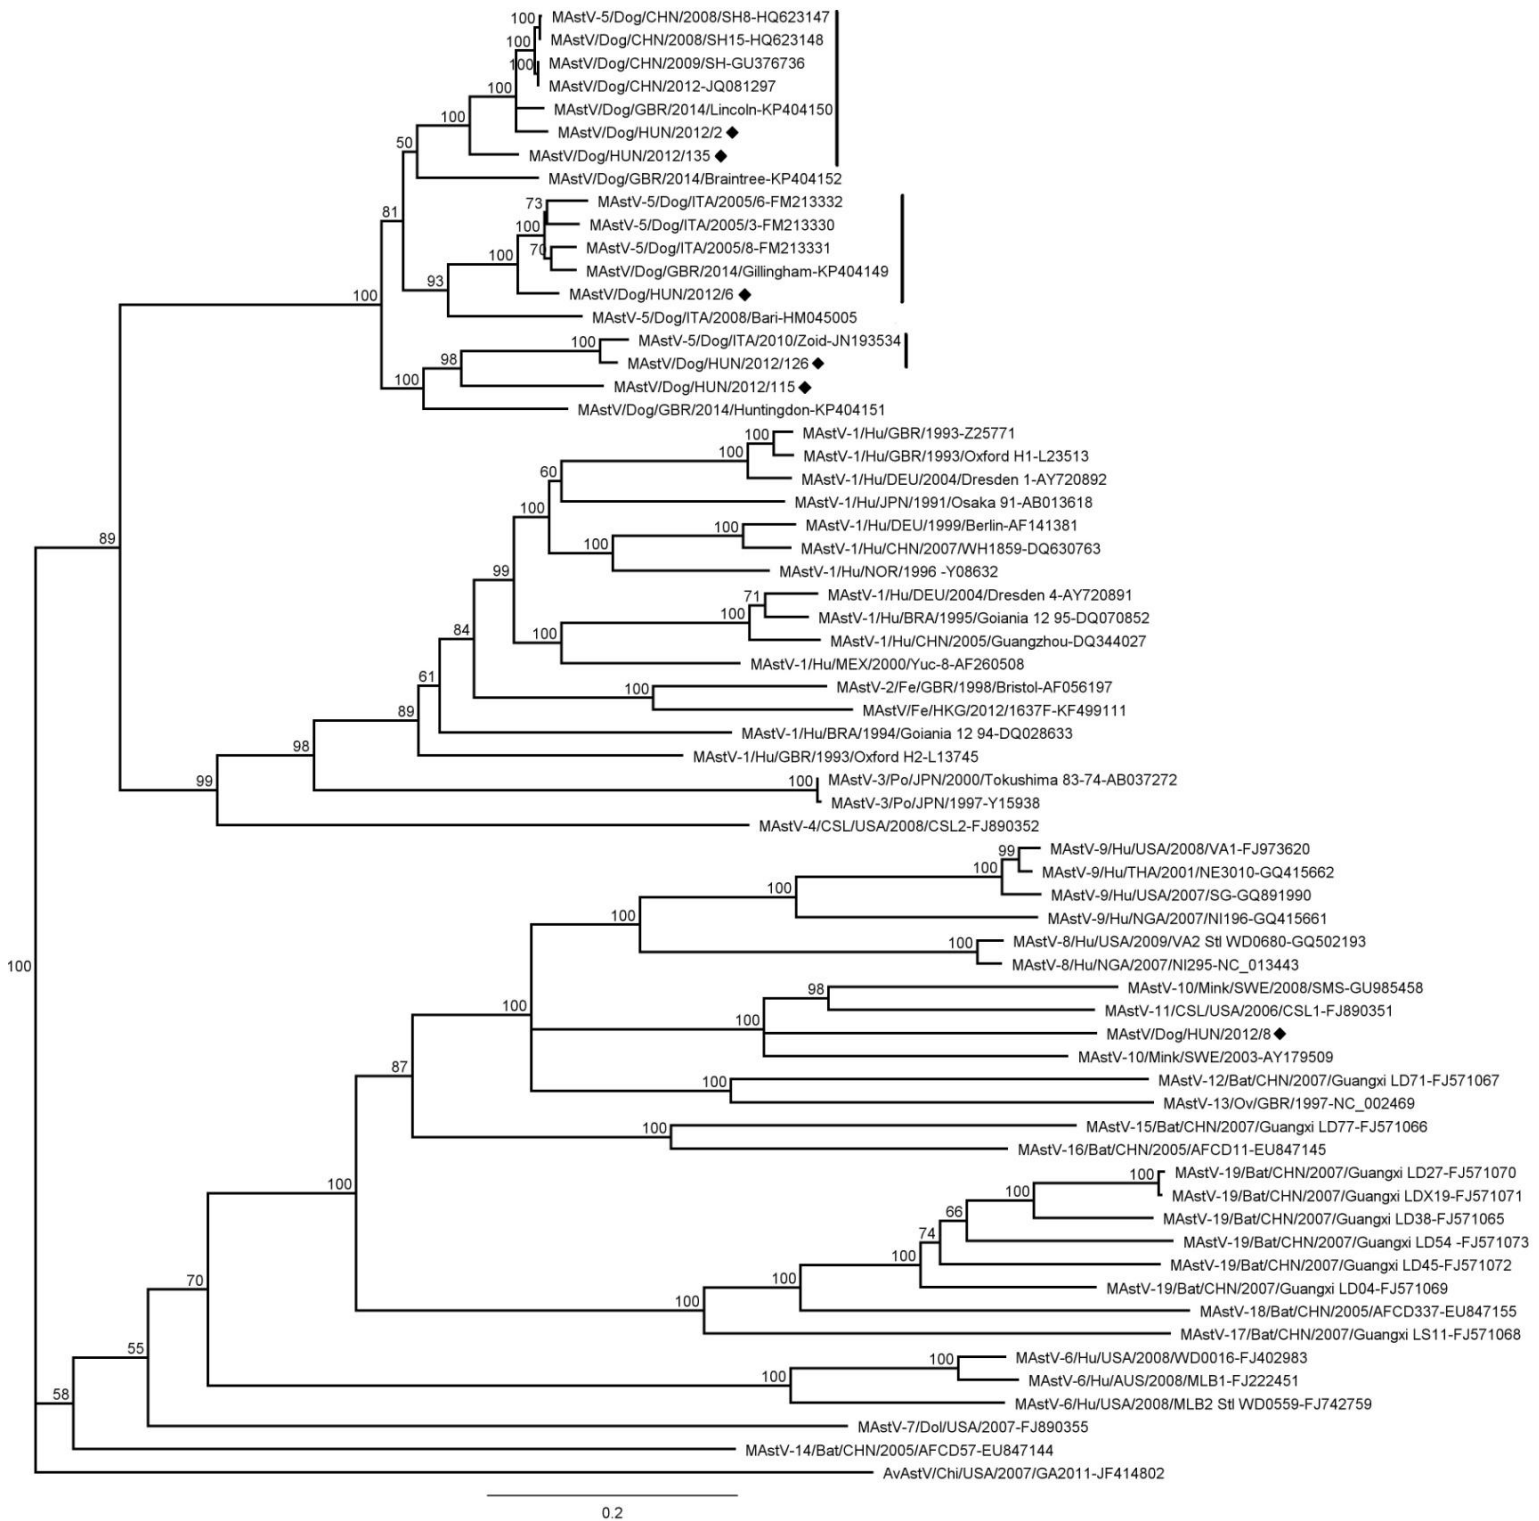 100 MAstV-5/Dog/CHN/2008/SH8-HQ623147
100 MAstV/Dog/CHN/2008/SH15-HQ623148
100 MAstV/Dog/CHN/2009/SH-GU376736
100 MAstV/Dog/CHN/2012-JQ081297
MAstV/Dog/GBR/2014/Lincoln-KP404150
100 MAstV/Dog/HUN/2012/2 ◆
50 MAstV/Dog/HUN/2012/135 ◆
MAstV/Dog/GBR/2014/Braintree-KP404152
73 MAstV-5/Dog/ITA/2005/6-FM213332
81 100 MAstV-5/Dog/ITA/2005/3-FM213330
100 70 MAstV-5/Dog/ITA/2005/8-FM213331
MAstV/Dog/GBR/2014/Gillingham-KP404149
100 93 MAstV/Dog/HUN/2012/6 ◆
MAstV-5/Dog/ITA/2008/Bari-HM045005
100 MAstV-5/Dog/ITA/2010/Zoid-JN193534
98 MAstV/Dog/HUN/2012/126 ◆
100 MAstV/Dog/HUN/2012/115 ◆
MAstV/Dog/GBR/2014/Huntingdon-KP404151
100 MAstV-1/Hu/GBR/1993-Z25771
100 MAstV-1/Hu/GBR/1993/Oxford H1-L23513
60 MAstV-1/Hu/DEU/2004/Dresden 1-AY720892
100 MAstV-1/Hu/JPN/1991/Osaka 91-AB013618
100 MAstV-1/Hu/DEU/1999/Berlin-AF141381
89 100 MAstV-1/Hu/CHN/2007/WH1859-DQ630763
99 MAstV-1/Hu/NOR/1996 -Y08632
71 MAstV-1/Hu/DEU/2004/Dresden 4-AY720891
100 MAstV-1/Hu/BRA/1995/Goiania 12 95-DQ070852
84 100 MAstV-1/Hu/CHN/2005/Guangzhou-DQ344027
MAstV-1/Hu/MEX/2000/Yuc-8-AF260508
61 100 MAstV-2/Fe/GBR/1998/Bristol-AF056197
89 MAstV/Fe/HKG/2012/1637F-KF499111
MAstV-1/Hu/BRA/1994/Goiania 12 94-DQ028633
98 MAstV-1/Hu/GBR/1993/Oxford H2-L13745
99 100 MAstV-3/Po/JPN/2000/Tokushima 83-74-AB037272
MAstV-3/Po/JPN/1997-Y15938
MAstV-4/CSL/USA/2008/CSL2-FJ890352
99 MAstV-9/Hu/USA/2008/VA1-FJ973620
100 MAstV-9/Hu/THA/2001/NE3010-GQ415662
100 MAstV-9/Hu/USA/2007/SG-GQ891990
100 MAstV-9/Hu/NGA/2007/NI196-GQ415661
100 MAstV-8/Hu/USA/2009/VA2 Stl WD0680-GQ502193
100 MAstV-8/Hu/NGA/2007/NI295-NC_013443
98 MAstV-10/Mink/SWE/2008/SMS-GU985458
100 MAstV-11/CSL/USA/2006/CSL1-FJ890351
100 MAstV/Dog/HUN/2012/8 ◆
MAstV-10/Mink/SWE/2003-AY179509
87 100 MAstV-12/Bat/CHN/2007/Guangxi LD71-FJ571067
MAstV-13/Ov/GBR/1997-NC_002469
100 MAstV-15/Bat/CHN/2007/Guangxi LD77-FJ571066
MAstV-16/Bat/CHN/2005/AFCD11-EU847145
100 100 MAstV-19/Bat/CHN/2007/Guangxi LD27-FJ571070
100 MAstV-19/Bat/CHN/2007/Guangxi LDX19-FJ571071
66 MAstV-19/Bat/CHN/2007/Guangxi LD38-FJ571065
74 MAstV-19/Bat/CHN/2007/Guangxi LD54 -FJ571073
100 MAstV-19/Bat/CHN/2007/Guangxi LD45-FJ571072
70 100 MAstV-19/Bat/CHN/2007/Guangxi LD04-FJ571069
100 MAstV-18/Bat/CHN/2005/AFCD337-EU847155
MAstV-17/Bat/CHN/2007/Guangxi LS11-FJ571068
55 100 MAstV-6/Hu/USA/2008/WD0016-FJ402983
100 MAstV-6/Hu/AUS/2008/MLB1-FJ222451
58 MAstV-6/Hu/USA/2008/MLB2 Stl WD0559-FJ742759
MAstV-7/Dol/USA/2007-FJ890355
MAstV-14/Bat/CHN/2005/AFCD57-EU847144
AvAstV/Chi/USA/2007/GA2011-JF414802
0.2